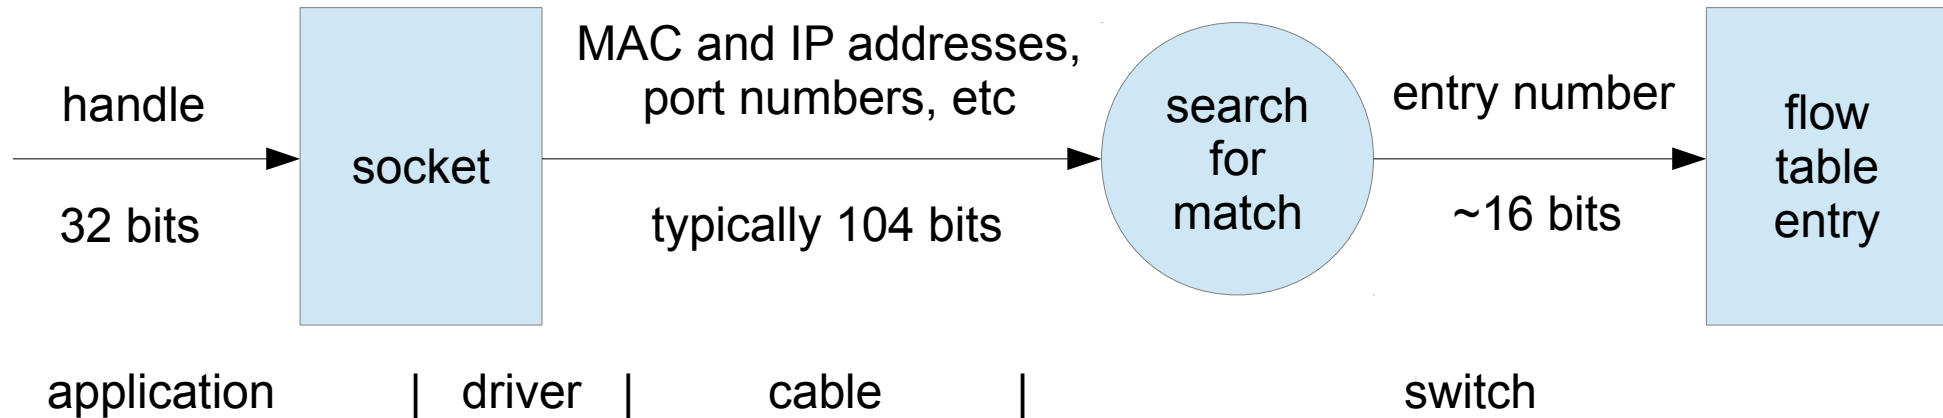 handle
32 bits
socket
MAC and IP addresses,
port numbers, etc
typically 104 bits
search
for
match
entry number
~16 bits
flow
table
entry
application | driver | cable | switch